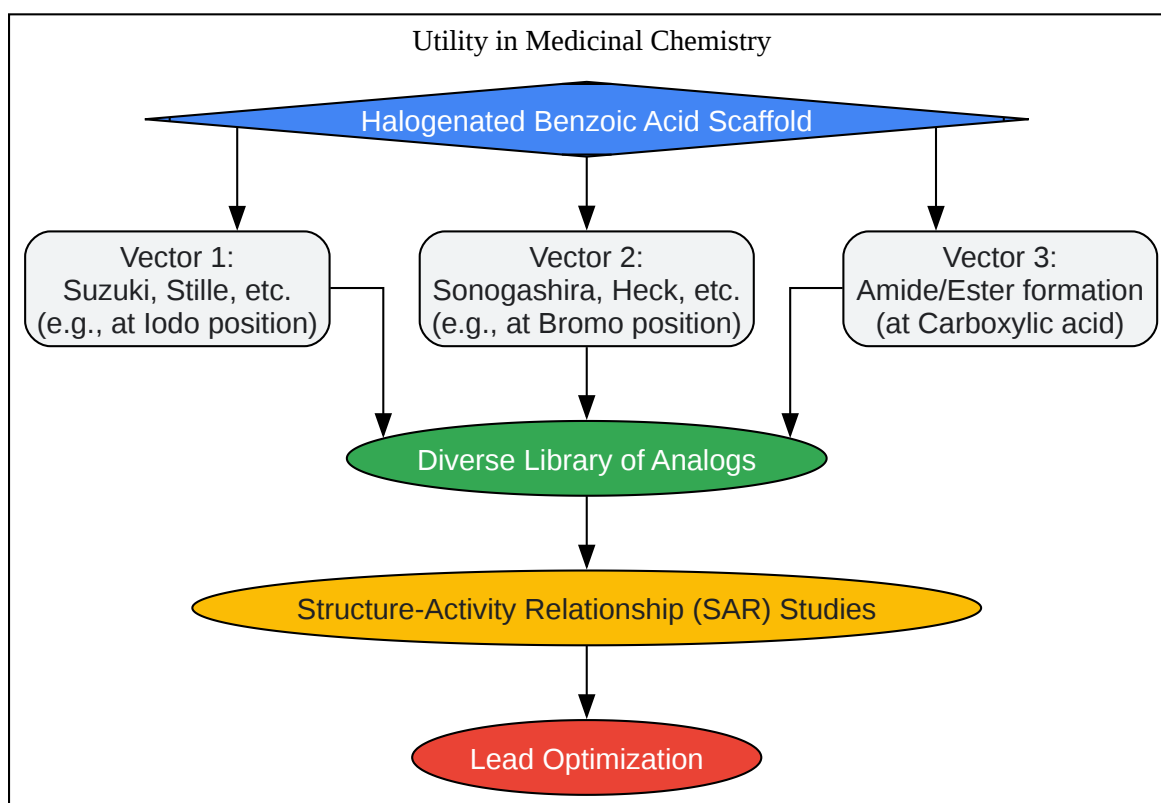 Utility in Medicinal Chemistry
Halogenated Benzoic Acid Scaffold
Vector 1:
Suzuki, Stille, etc.
(e.g., at Iodo position)
Vector 2:
Sonogashira, Heck, etc.
(e.g., at Bromo position)
Vector 3:
Amide/Ester formation
(at Carboxylic acid)
Diverse Library of Analogs
Structure-Activity Relationship (SAR) Studies
Lead Optimization